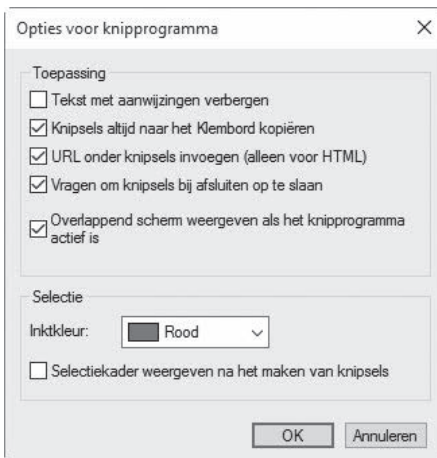 Opties voor knipprogramma
Toepassing
Tekst met aanwijzingen verbergen
Knipsels altijd naar het Klembord kopiëren
URL onder knipsels invoegen (alleen voor HTML)
Vragen om knipsels bij afsluiten op te slaan
Overlappend scherm weergeven als het knipprogramma
actief is
Selectie
Inktkleur: Rood
Selectiekader weergeven na het maken van knipsels
OK Annuleren